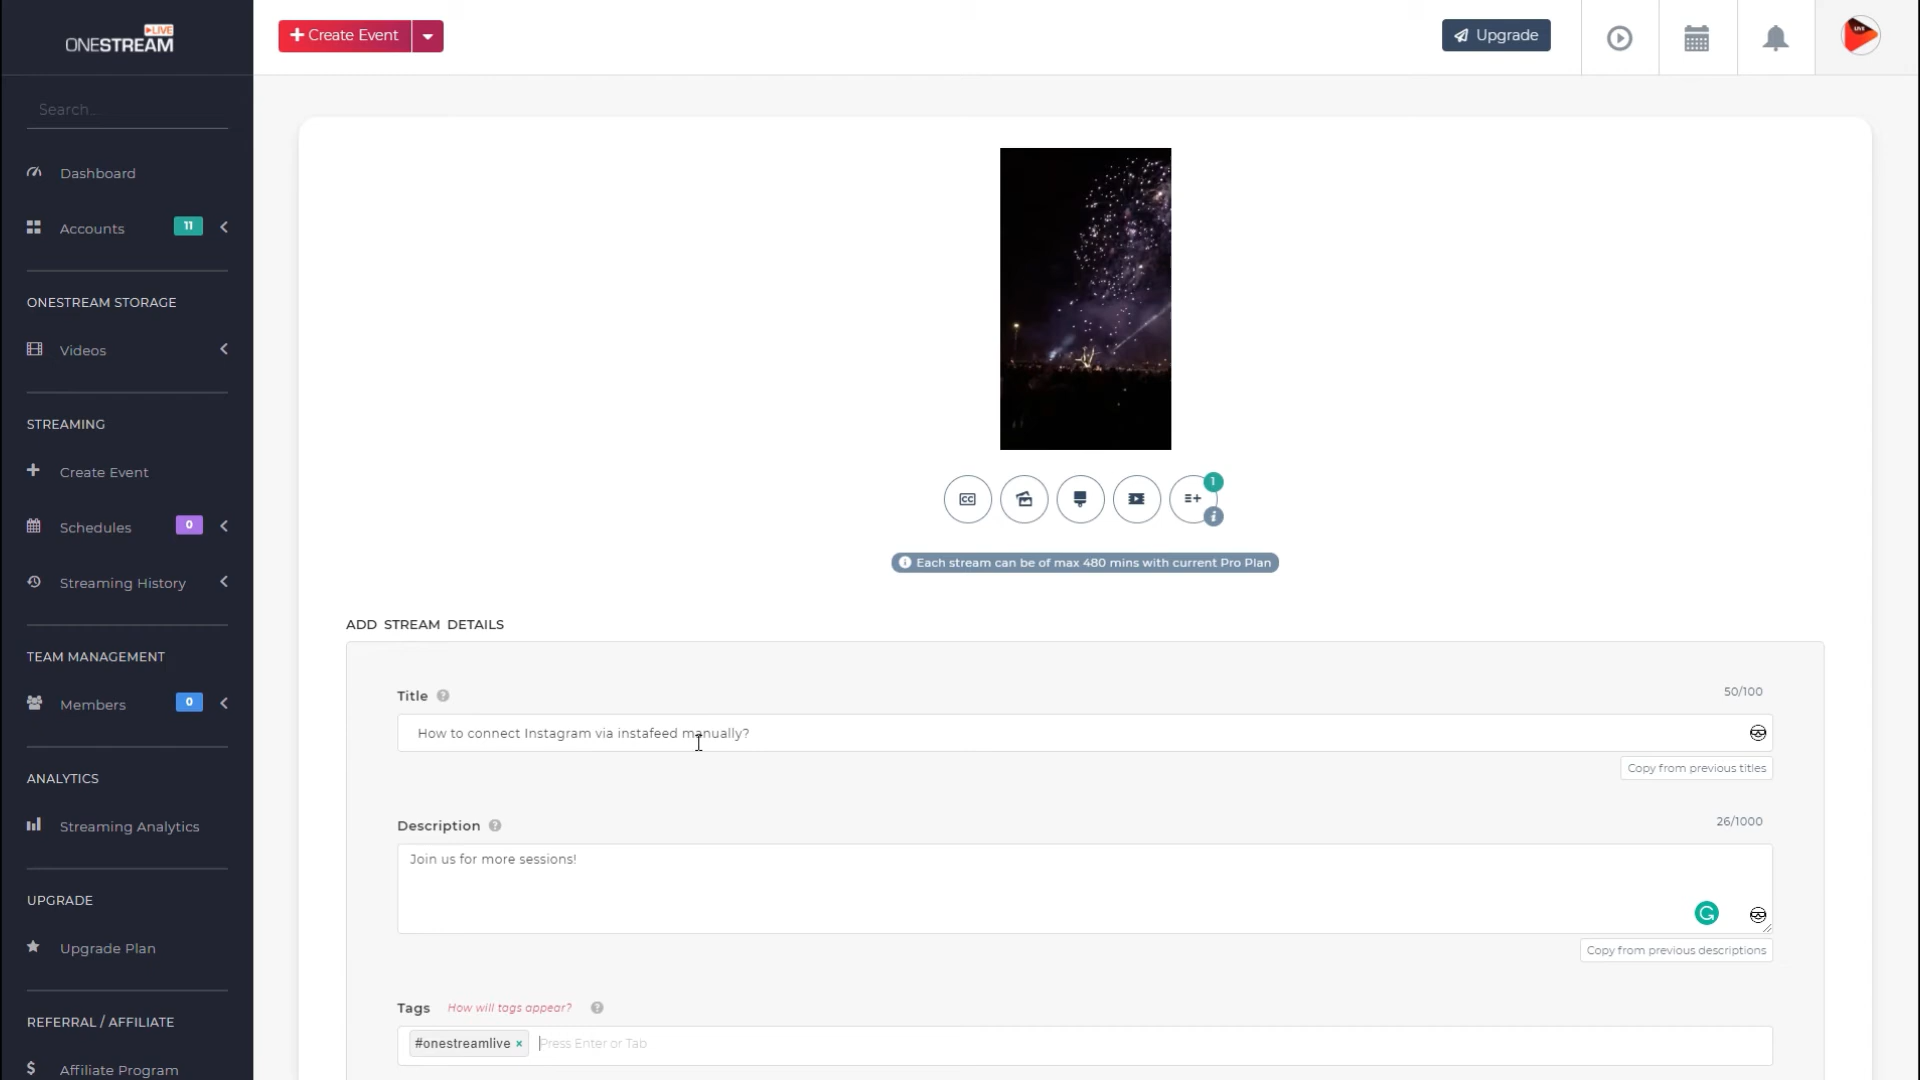 LIVE
ONESTREAM
Create Event
Upgrade
LIVE
Search...
Dashboard
Accounts 11
ONESTREAM STORAGE
Videos
STREAMING
Create Event
Schedules 0
Streaming History
TEAM MANAGEMENT
Members 0
ANALYTICS
Streaming Analytics
UPGRADE
Upgrade Plan
REFERRAL / AFFILIATE
$ Affiliate Program
CC
1
i
Each stream can be of max 480 mins with current Pro Plan
ADD STREAM DETAILS
Title ? 50/100
How to connect Instagram via instafeed manually?
Copy from previous titles
Description ? 26/1000
Join us for more sessions!
Copy from previous descriptions
Tags How will tags appear? ?
#onestreamlive × Press Enter or Tab